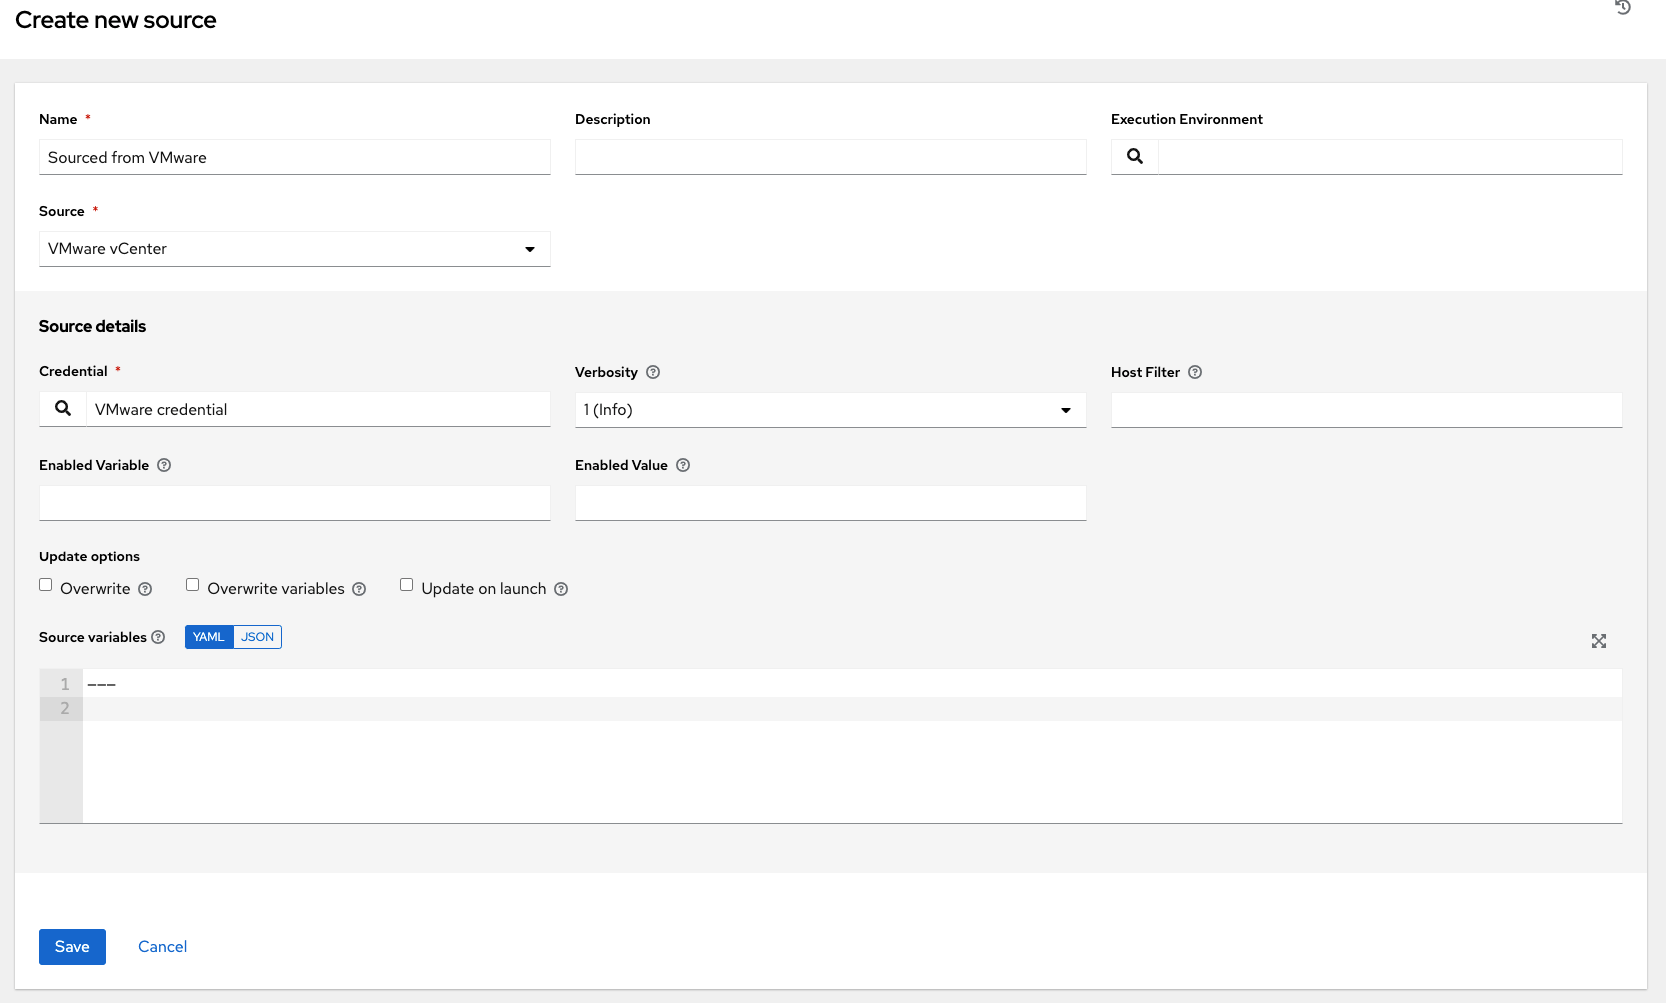 Create new source
Name *
Description
Execution Environment
Sourced from VMware
Source *
VMware vCenter
Source details
Credential *
Verbosity
Host Filter
VMware credential
1 (Info)
Enabled Variable
Enabled Value
Update options
Overwrite
Overwrite variables
Update on launch
Source variables
YAML
JSON
1 ---
2
Save
Cancel